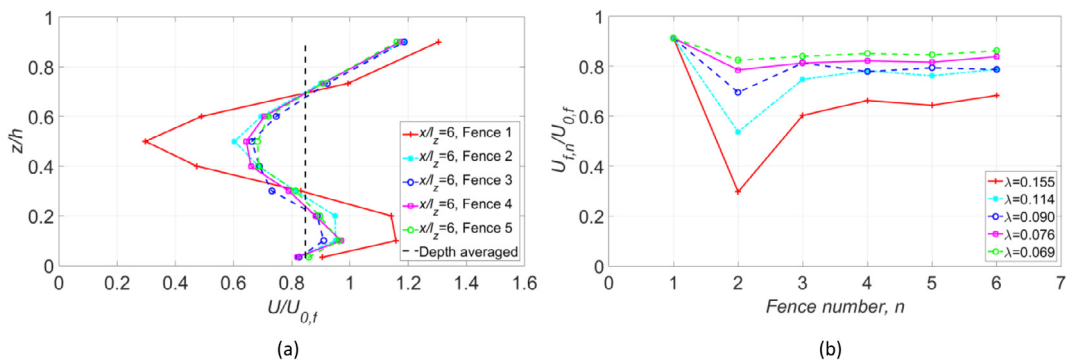 1
0.8
0.6
0.4
0.2
0
z/h
0
0.2
0.4
0.6
0.8
1
1.2
1.4
1.6
U/U0,f
x/lz=6, Fence 1
x/lz=6, Fence 2
x/lz=6, Fence 3
x/lz=6, Fence 4
x/lz=6, Fence 5
Depth averaged
(a)
1
0.8
0.6
0.4
0.2
0
Uf,n/U0,f
0
1
2
3
4
5
6
7
Fence number, n
λ=0.155
λ=0.114
λ=0.090
λ=0.076
λ=0.069
(b)